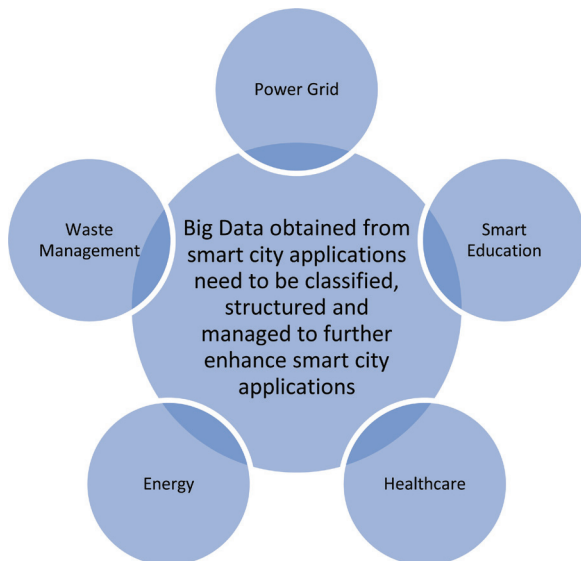 Power Grid
Waste
Management
Big Data obtained from
smart city applications
need to be classified,
structured and
managed to further
enhance smart city
applications
Smart
Education
Energy
Healthcare